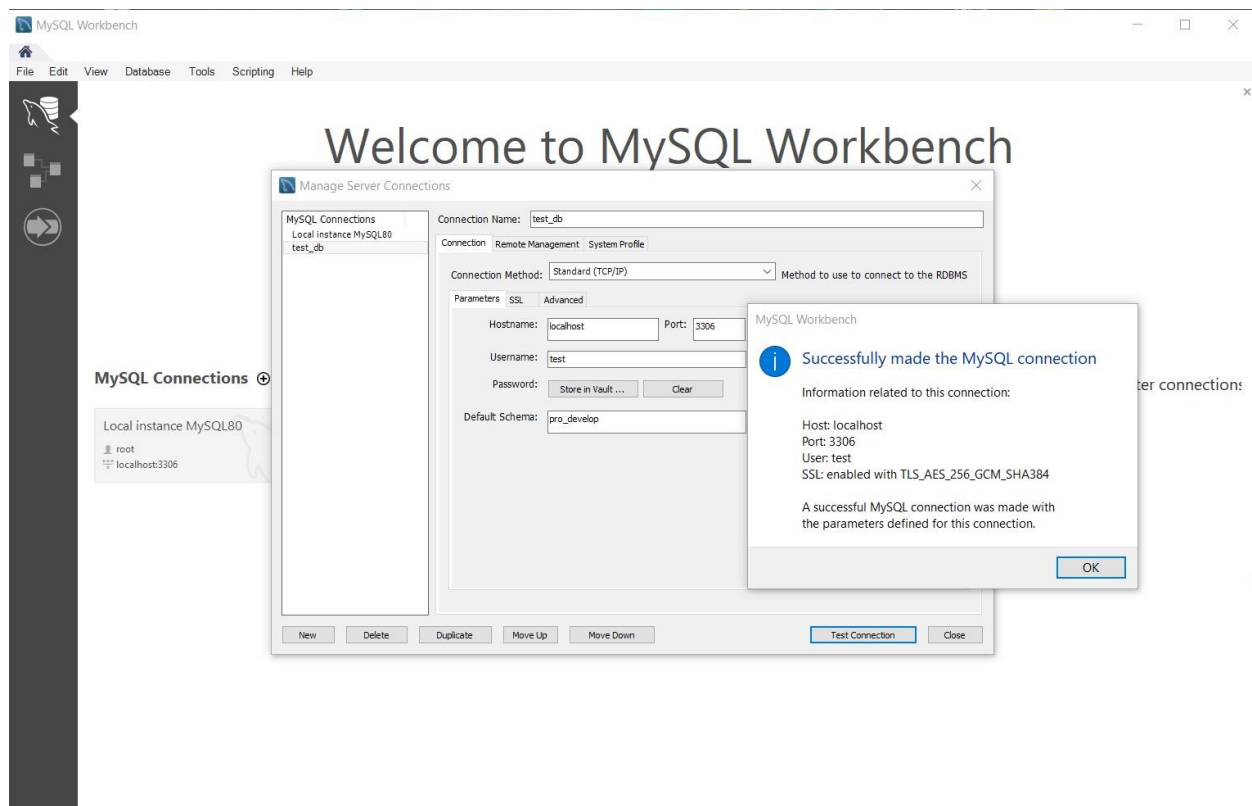 MySQL Workbench
File Edit View Database Tools Scripting Help
Welcome to MySQL Workbench
Manage Server Connections
MySQL Connections
Local instance MySQL80
test_db
Connection Name: test_db
Connection Remote Management System Profile
Connection Method: Standard (TCP/IP) Method to use to connect to the RDBMS
Parameters SSL Advanced
Hostname: localhost Port: 3306
Username: test
Password: Store in Vault ... Clear
Default Schema: pro_develop
New Delete Duplicate Move Up Move Down Test Connection Close
MySQL Workbench
Successfully made the MySQL connection
Information related to this connection:
Host: localhost
Port: 3306
User: test
SSL: enabled with TLS_AES_256_GCM_SHA384
A successful MySQL connection was made with
the parameters defined for this connection.
OK
MySQL Connections
Local instance MySQL80
root
localhost:3306
connections